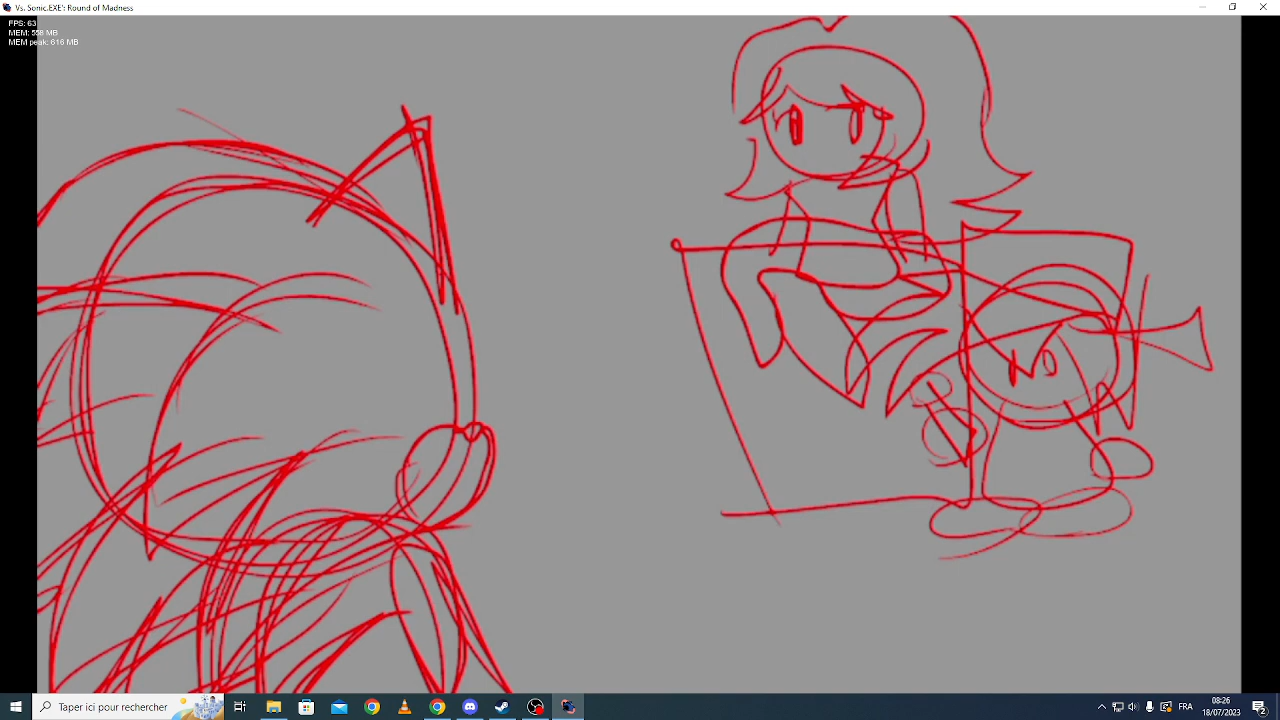 Vs. Sonic.EXE': Round of Madness
FPS: 63
MEM: 558 MB
MEM peak: 616 MB
Taper ici pour rechercher
FRA
08:26
18/07/2023
2